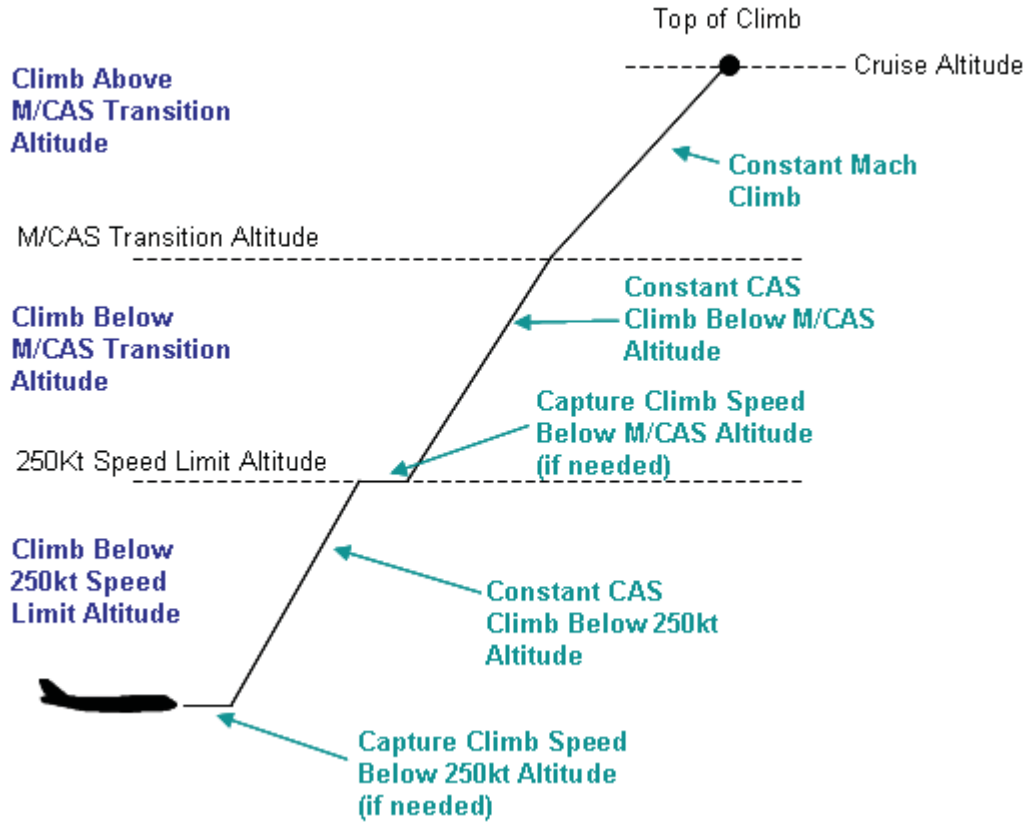 Top of Climb
Cruise Altitude
Climb Above
M/CAS Transition
Altitude
Constant Mach
Climb
M/CAS Transition Altitude
Constant CAS
Climb Below M/CAS
Altitude
Climb Below
M/CAS Transition
Altitude
Capture Climb Speed
Below M/CAS Altitude
(if needed)
250Kt Speed Limit Altitude
Climb Below
250kt Speed
Limit Altitude
Constant CAS
Climb Below 250kt
Altitude
Capture Climb Speed
Below 250kt Altitude
(if needed)